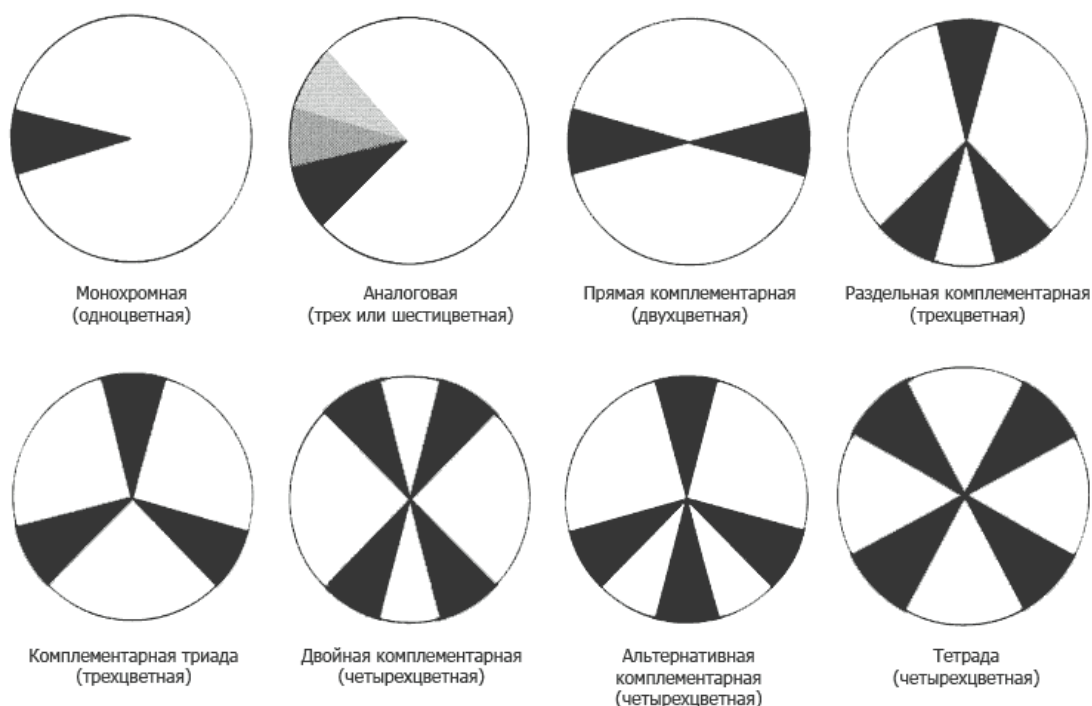 Монохромная
(одноцветная)
Аналоговая
(трех или шестицветная)
Прямая комплементарная
(двухцветная)
Раздельная комплементарная
(трехцветная)
Комплементарная триада
(трехцветная)
Двойная комплементарная
(четырехцветная)
Альтернативная
комплементарная
(четырехцветная)
Тетрада
(четырехцветная)